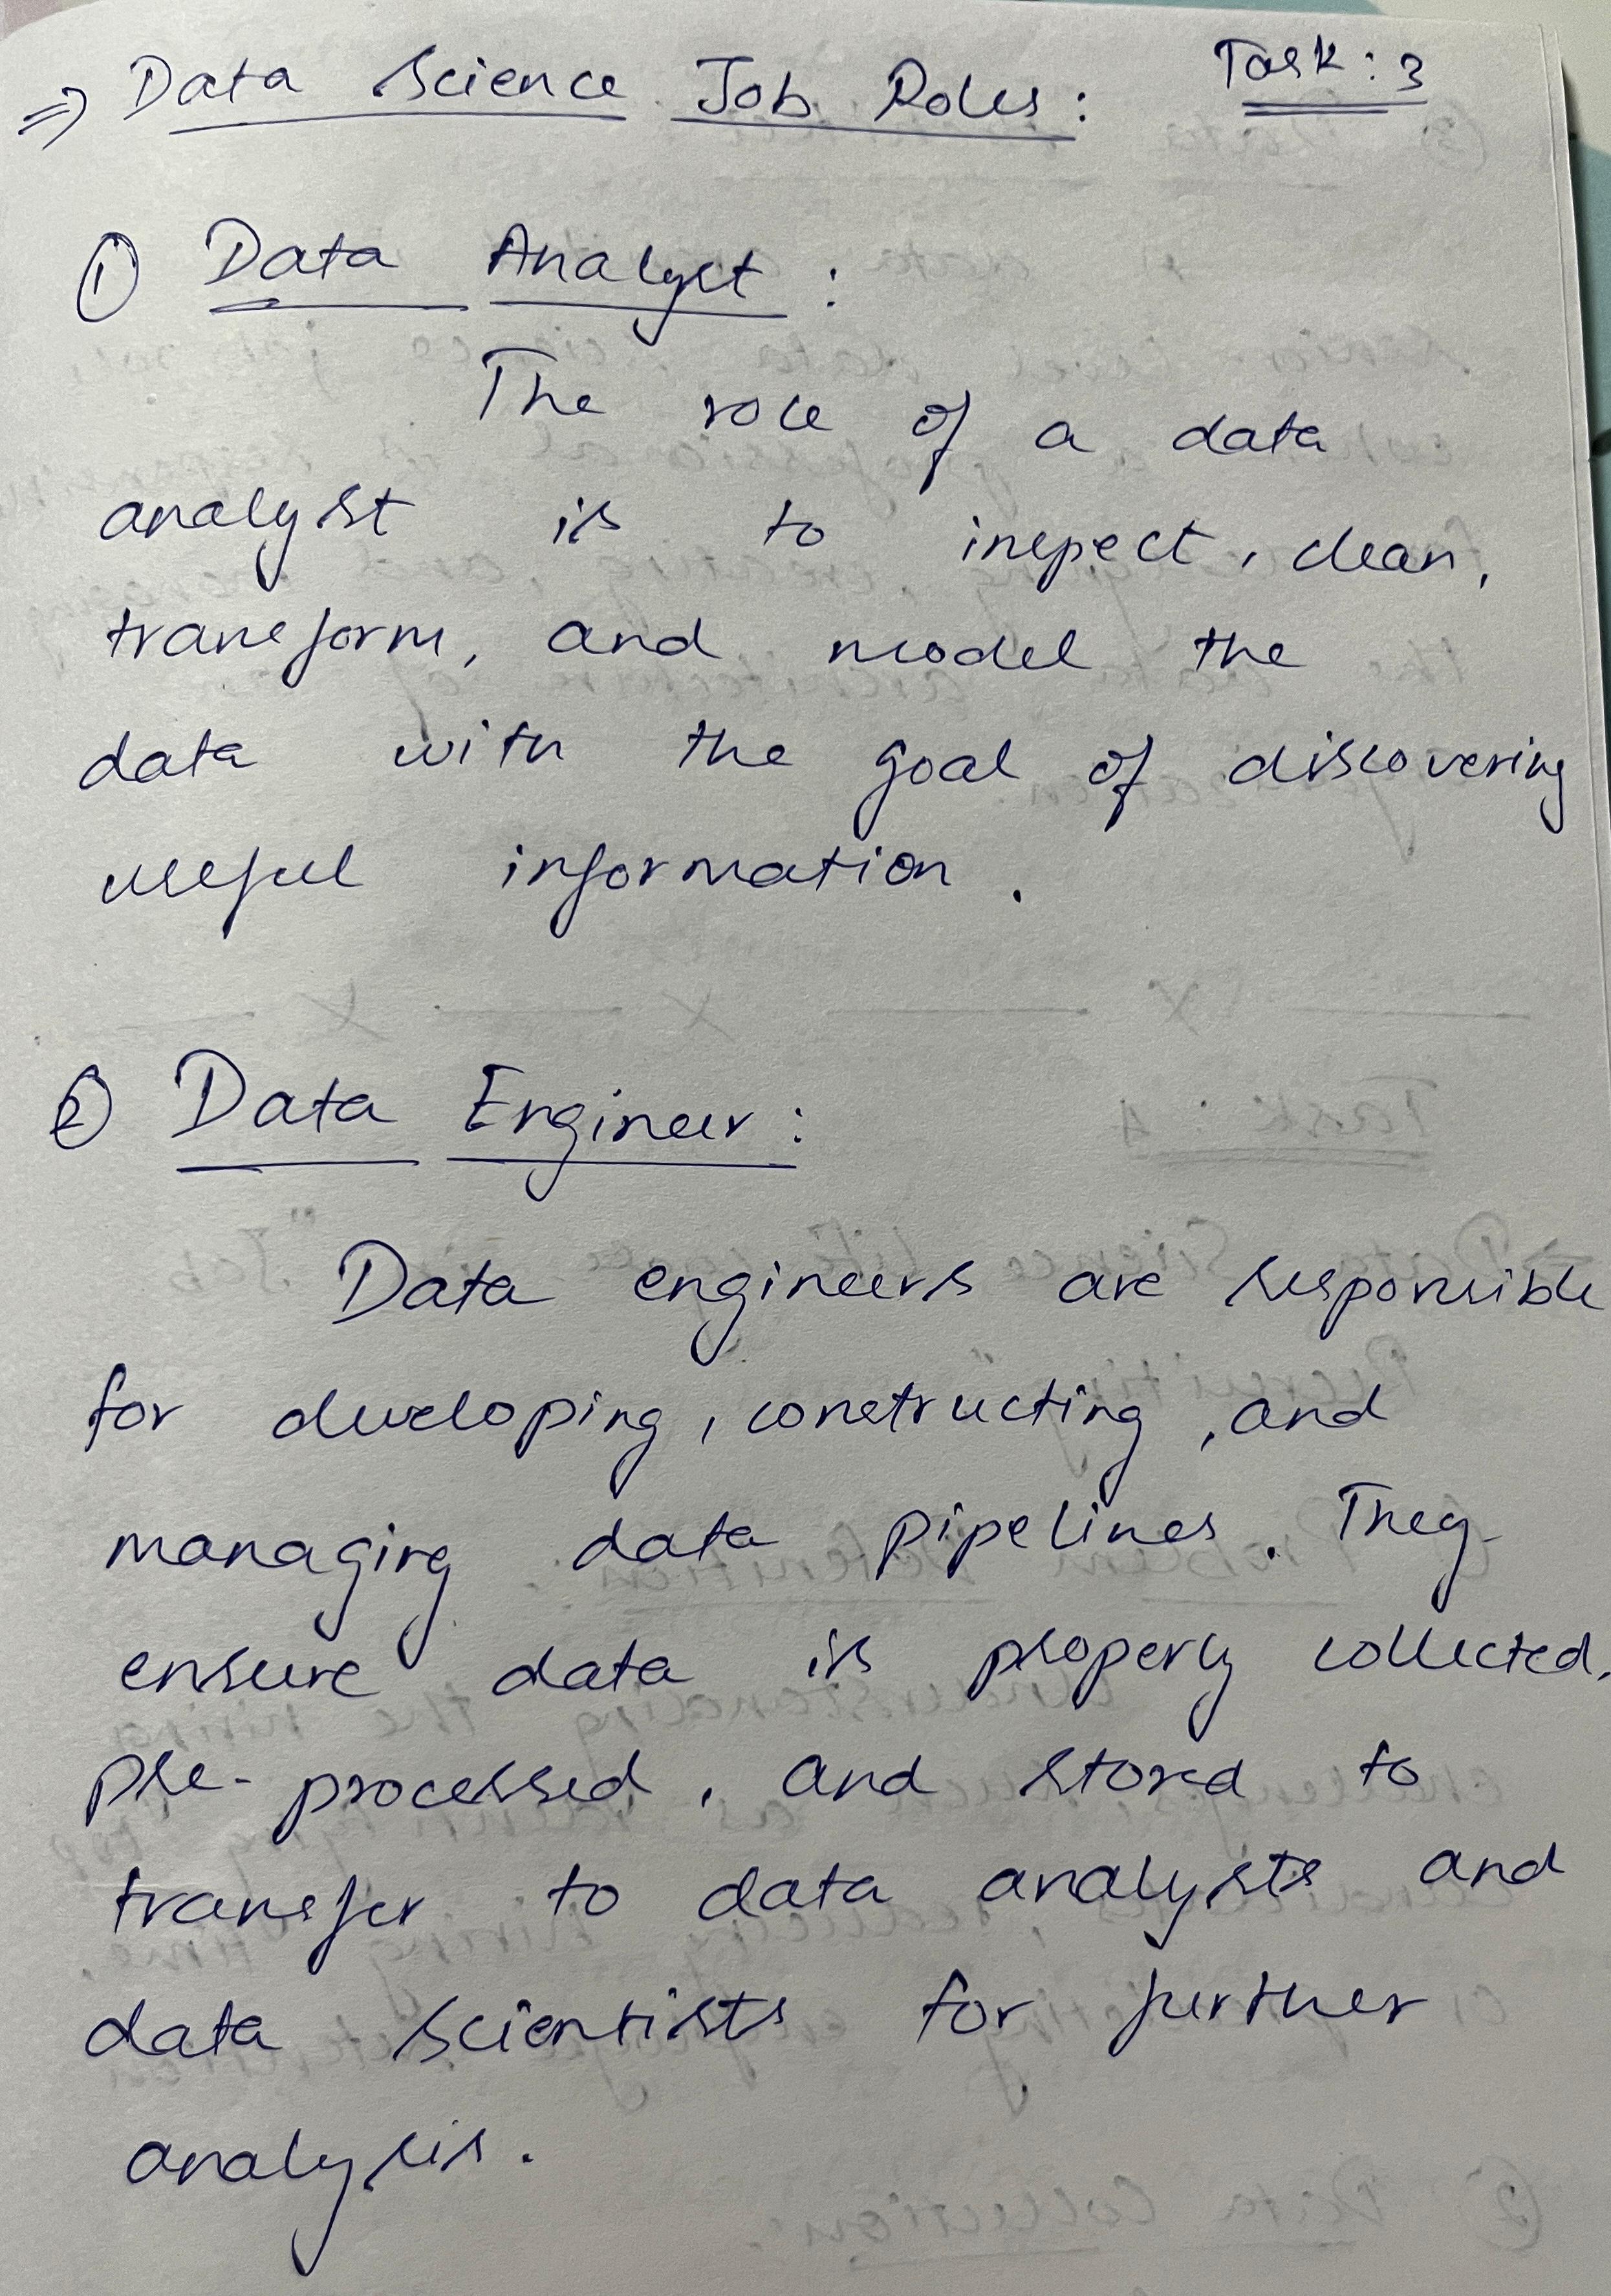 ⇒ Data Science Job Roles: Task: 3
① Data Analyst:
The role of a data
analyst is to inspect, clean,
transform, and model the
data with the goal of discovering
useful information.
② Data Engineer:
Data engineers are responsible
for developing, constructing, and
managing data pipelines. They
ensure data is properly collected,
pre-processed, and stored to
transfer to data analysts and
data scientists for further
analysis.